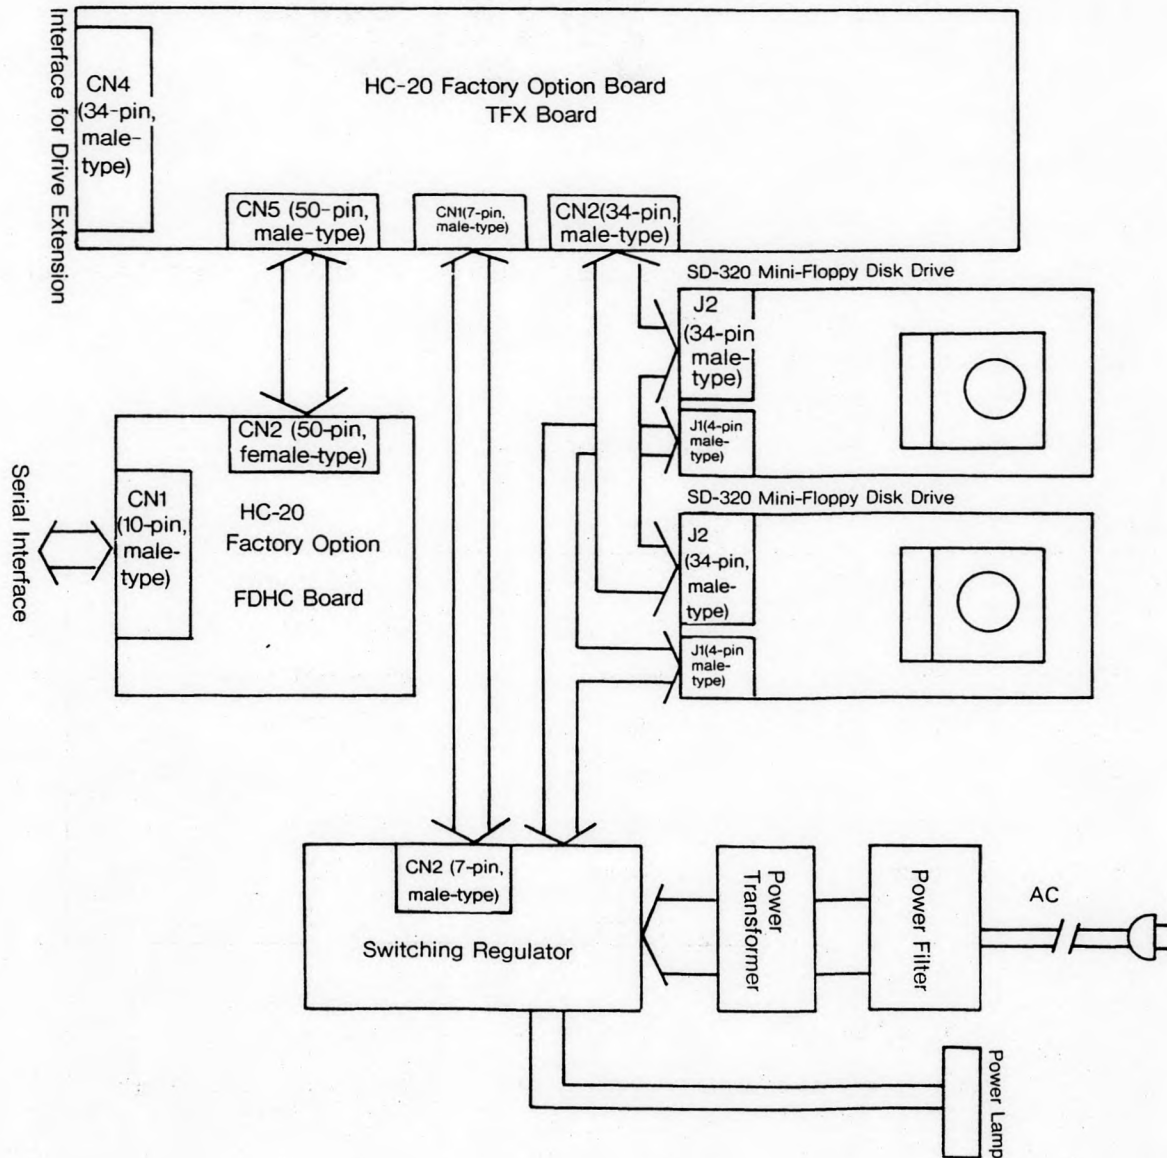 Interface for Drive Extension
CN4
(34-pin,
male-
type)
HC-20 Factory Option Board
TFX Board
CN5 (50-pin,
male-type)
CN1(7-pin,
male-type)
CN2(34-pin,
male-type)
SD-320 Mini-Floppy Disk Drive
J2
(34-pin
male-
type)
J1(4-pin
male-
type)
SD-320 Mini-Floppy Disk Drive
J2
(34-pin,
male-
type)
J1(4-pin
male-
type)
CN2 (50-pin,
female-type)
Serial Interface
CN1
(10-pin,
male-
type)
HC-20
Factory Option
FDHC Board
CN2 (7-pin,
male-type)
Switching Regulator
Power
Transformer
Power Filter
AC
Power Lamp